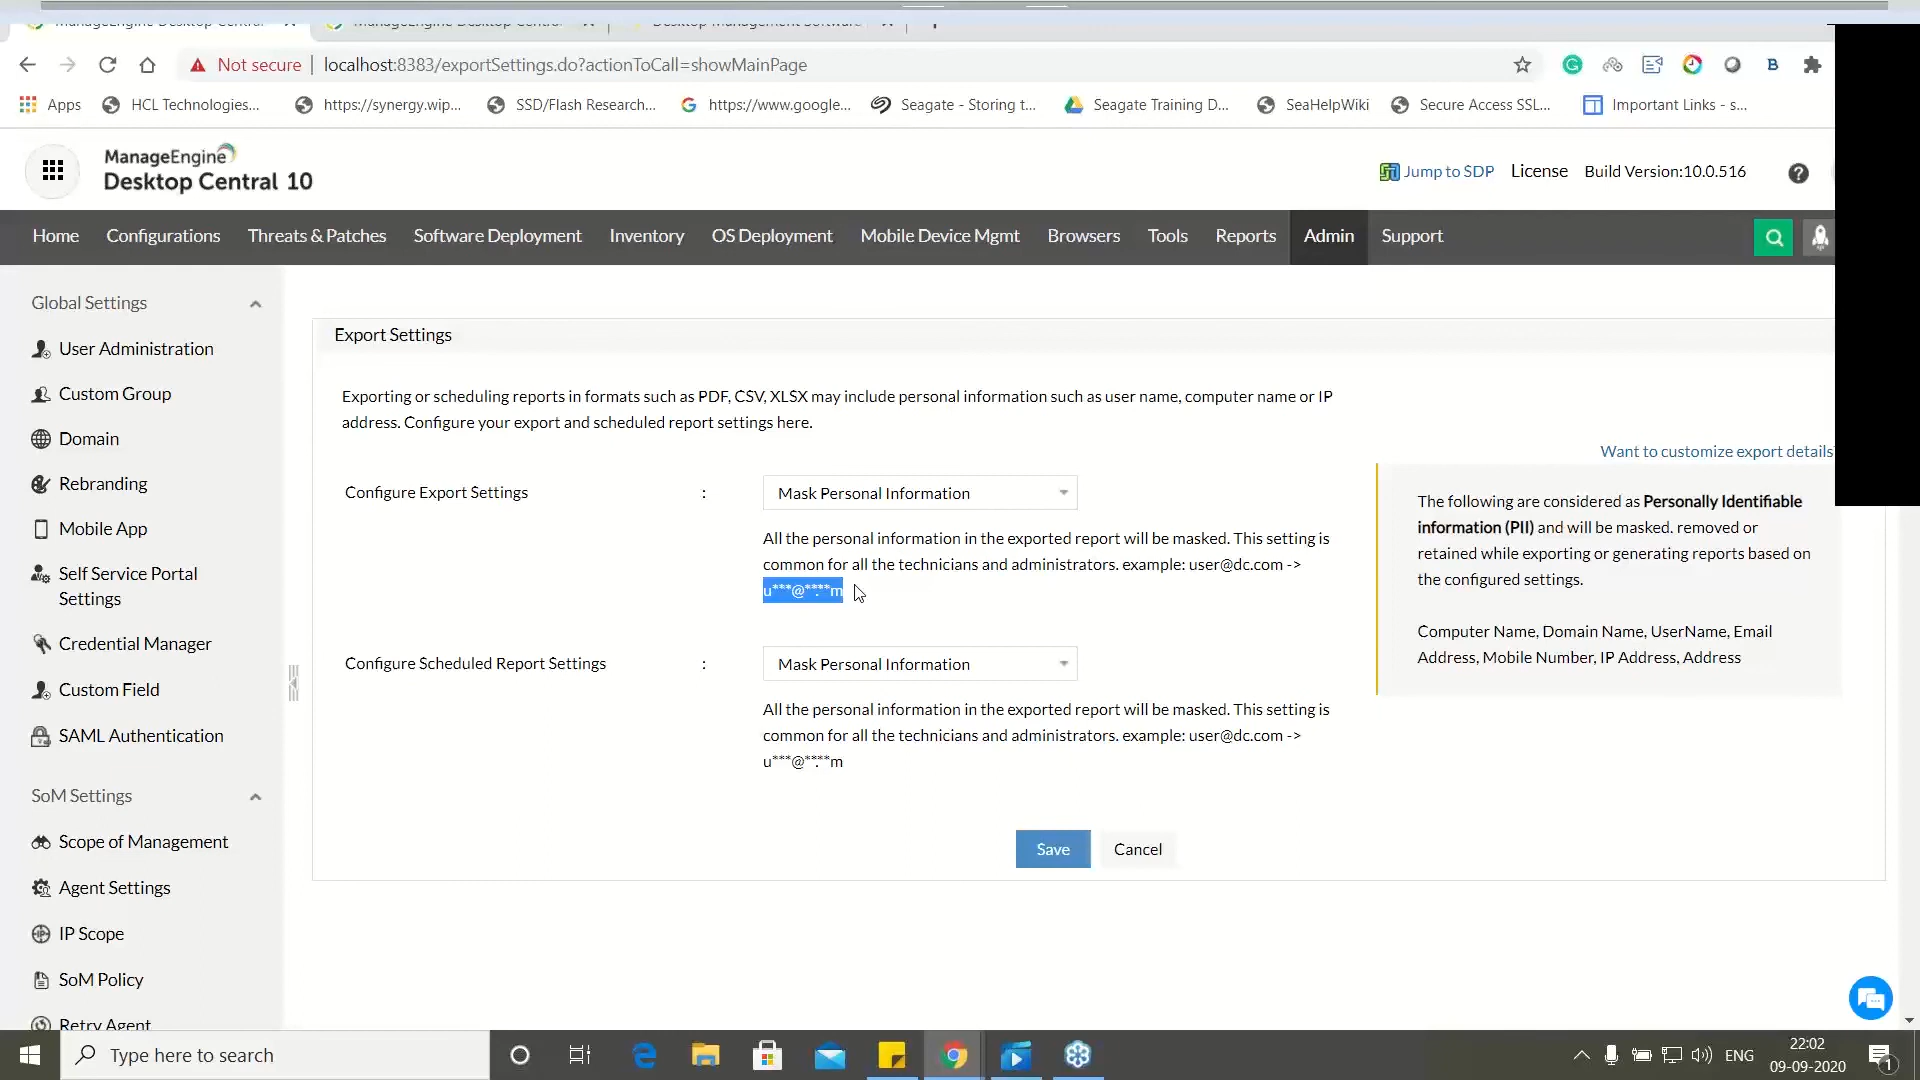 Not secure | localhost:8383/exportSettings.do?actionToCall=showMainPage
Apps HCL Technologies... https://synergy.wip... SSD/Flash Research... https://www.google... Seagate - Storing t... Seagate Training D... SeaHelpWiki Secure Access SSL... Important Links - s...
ManageEngine
Desktop Central 10
Jump to SDP License Build Version:10.0.516
Home Configurations Threats & Patches Software Deployment Inventory OS Deployment Mobile Device Mgmt Browsers Tools Reports Admin Support
Global Settings
User Administration
Custom Group
Domain
Rebranding
Mobile App
Self Service Portal
Settings
Credential Manager
Custom Field
SAML Authentication
SoM Settings
Scope of Management
Agent Settings
IP Scope
SoM Policy
Retry Agent
Export Settings
Exporting or scheduling reports in formats such as PDF, CSV, XLSX may include personal information such as user name, computer name or IP
address. Configure your export and scheduled report settings here.
Want to customize export details
Configure Export Settings : Mask Personal Information
All the personal information in the exported report will be masked. This setting is
common for all the technicians and administrators. example: user@dc.com ->
u***@**.**m
Configure Scheduled Report Settings : Mask Personal Information
All the personal information in the exported report will be masked. This setting is
common for all the technicians and administrators. example: user@dc.com ->
u***@**.**m
The following are considered as Personally Identifiable
information (PII) and will be masked. removed or
retained while exporting or generating reports based on
the configured settings.
Computer Name, Domain Name, UserName, Email
Address, Mobile Number, IP Address, Address
Save Cancel
Type here to search
ENG
22:02
09-09-2020
1